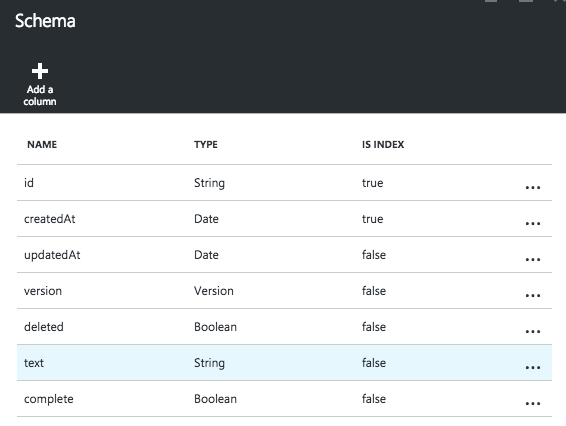 Schema
Add a
column
NAME TYPE IS INDEX
id String true ...
createdAt Date true ...
updatedAt Date false ...
version Version false ...
deleted Boolean false ...
text String false ...
complete Boolean false ...